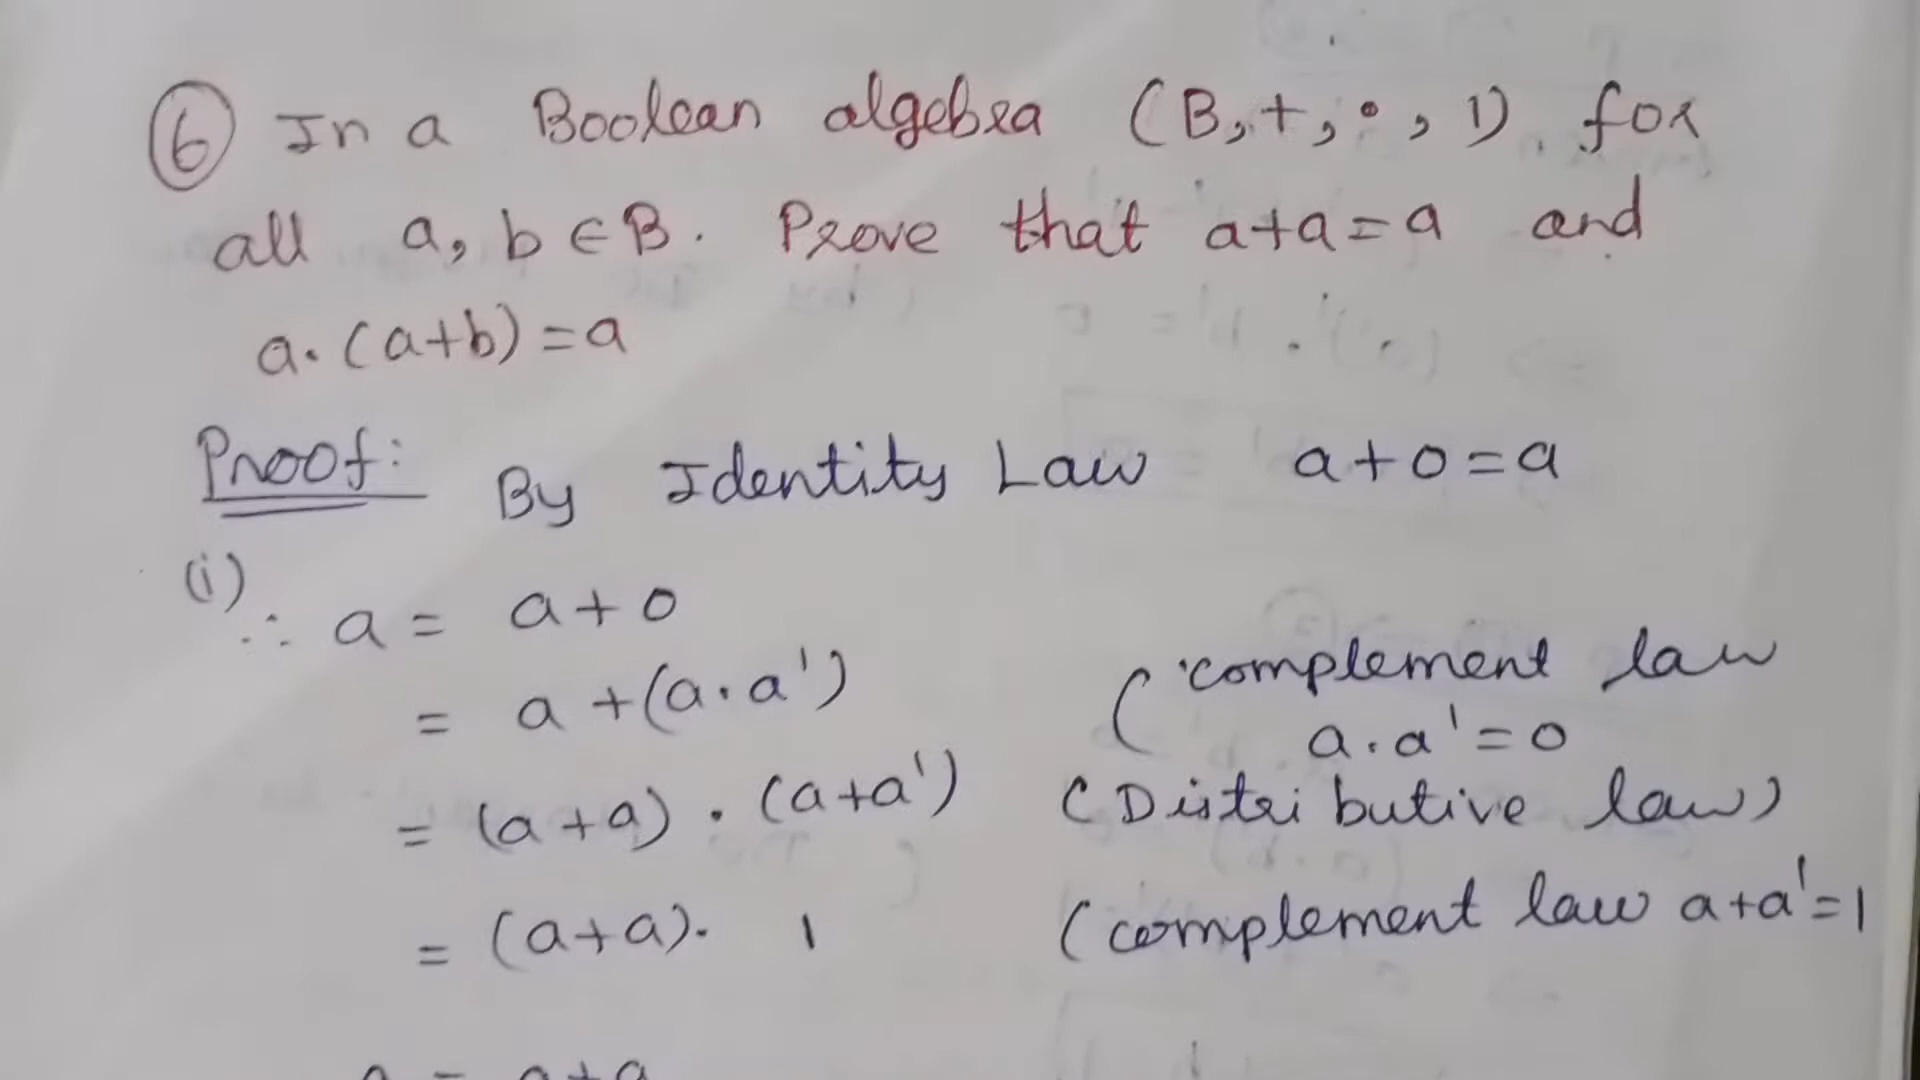 ⑥ In a Boolean algebra (B, +, ·, 1) for
all a, b ∈ B. Prove that a+a=a and
a·(a+b)=a
Proof: By Identity Law a+0=a
(i)
∴ a = a+0
= a+(a·a') (complement law
a·a'=0
= (a+a)·(a+a') (Distributive law)
= (a+a)· 1 (complement law a+a'=1
a = a+a